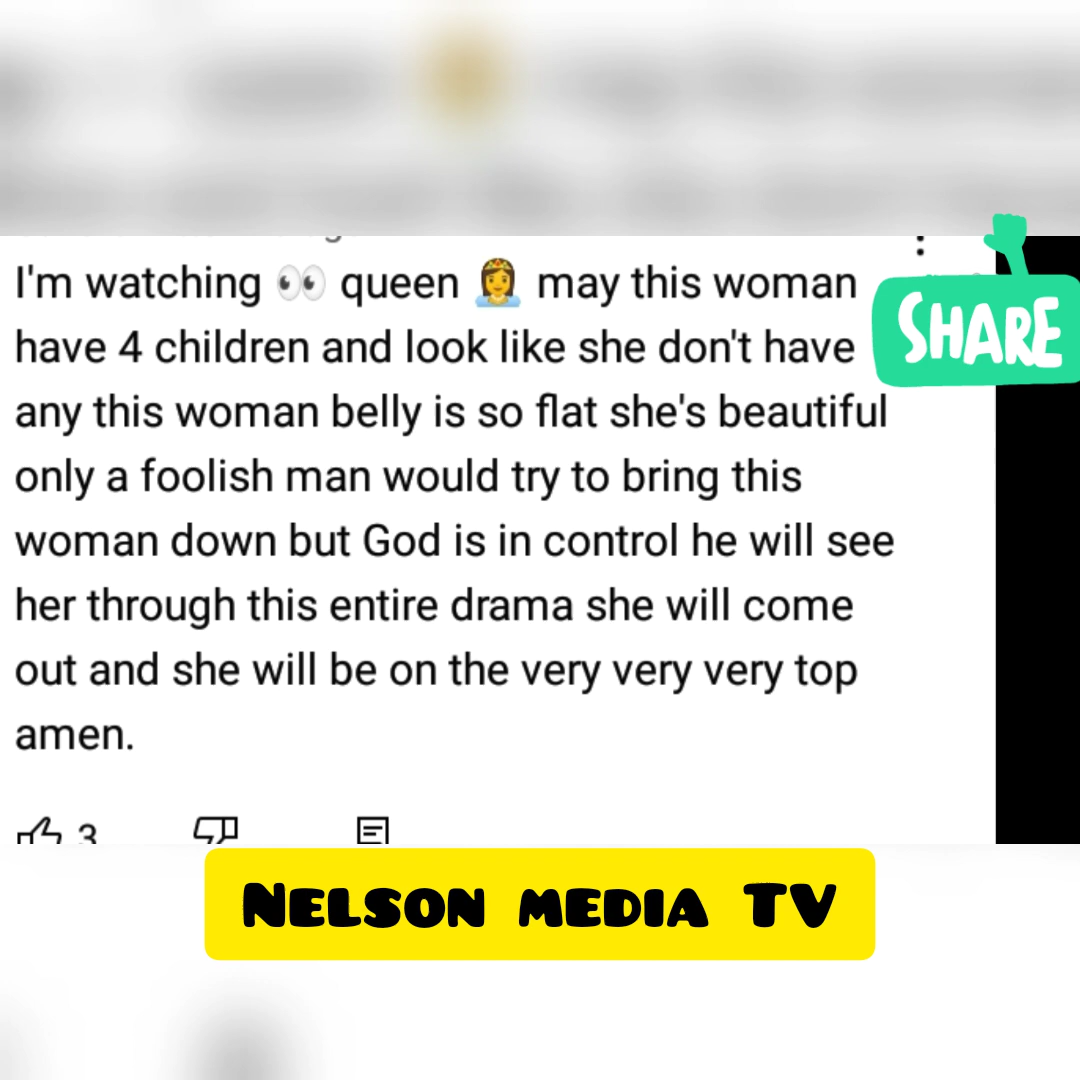 I'm watching 👀 queen 👸 may this woman
have 4 children and look like she don't have
any this woman belly is so flat she's beautiful
only a foolish man would try to bring this
woman down but God is in control he will see
her through this entire drama she will come
out and she will be on the very very very top
amen.
SHARE
3
NELSON MEDIA TV